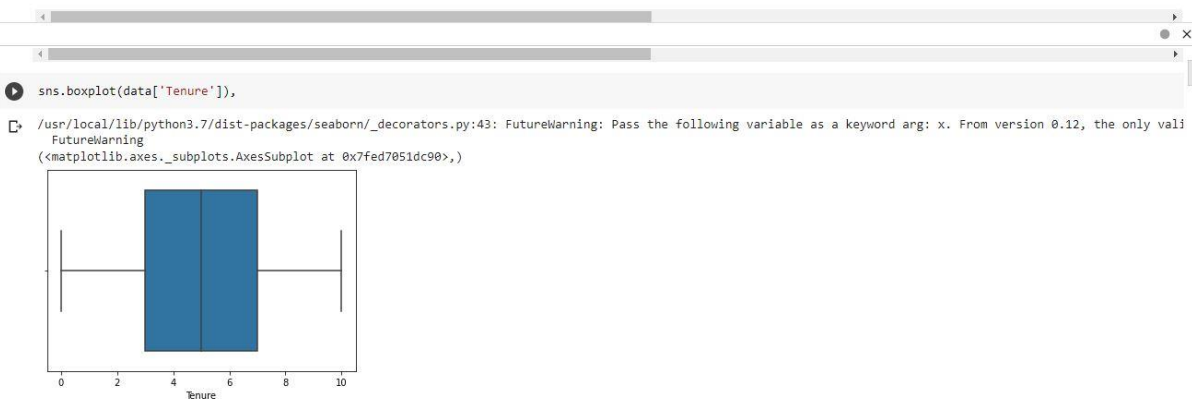 sns.boxplot(data['Tenure']),
/usr/local/lib/python3.7/dist-packages/seaborn/_decorators.py:43: FutureWarning: Pass the following variable as a keyword arg: x. From version 0.12, the only vali
FutureWarning
(<matplotlib.axes._subplots.AxesSubplot at 0x7fed7051dc90>,)
0 2 4 6 8 10
Tenure